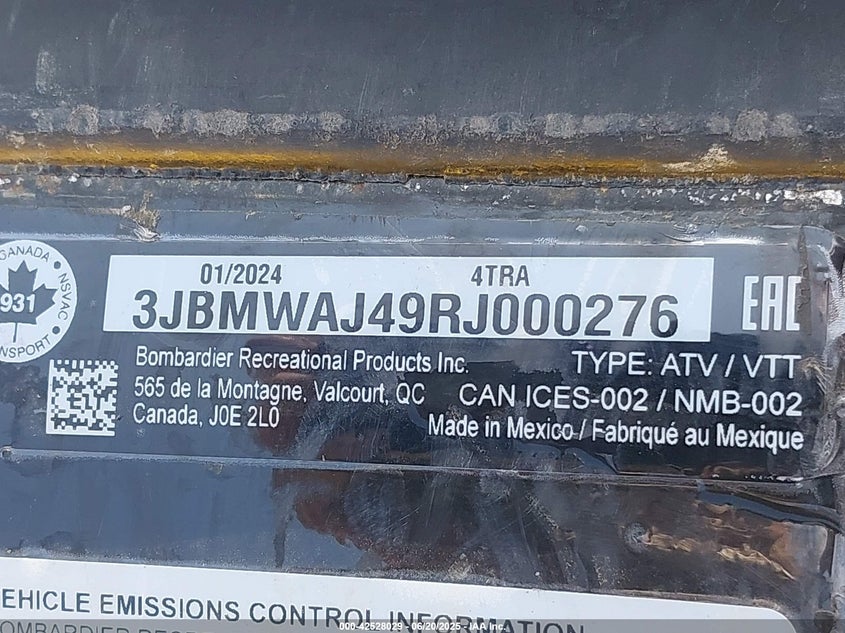 CANADA
NSVAC
931
01/2024 4TRA
3JBMWAJ49RJ000276
EAC
Bombardier Recreational Products Inc. TYPE: ATV / VTT
565 de la Montagne, Valcourt, QC CAN ICES-002 / NMB-002
Canada, J0E 2L0 Made in Mexico / Fabriqué au Mexique
EHICLE EMISSIONS CONTROL INFORMATION
000-42528029 - 06/20/2025 - IAA Inc.